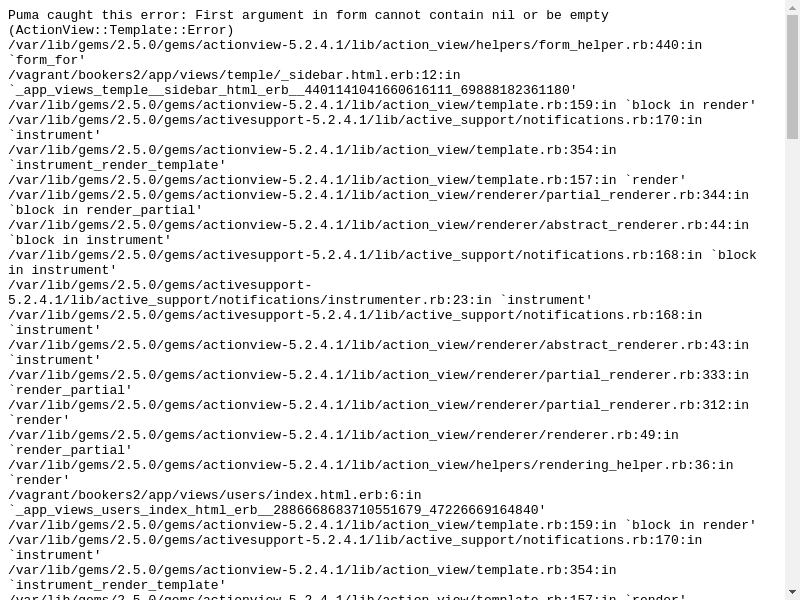 Puma caught this error: First argument in form cannot contain nil or be empty
(ActionView::Template::Error)
/var/lib/gems/2.5.0/gems/actionview-5.2.4.1/lib/action_view/helpers/form_helper.rb:440:in
`form_for'
/vagrant/bookers2/app/views/temple/_sidebar.html.erb:12:in
`_app_views_temple__sidebar_html_erb__4401141041660616111_69888182361180'
/var/lib/gems/2.5.0/gems/actionview-5.2.4.1/lib/action_view/template.rb:159:in `block in render'
/var/lib/gems/2.5.0/gems/activesupport-5.2.4.1/lib/active_support/notifications.rb:170:in
`instrument'
/var/lib/gems/2.5.0/gems/actionview-5.2.4.1/lib/action_view/template.rb:354:in
`instrument_render_template'
/var/lib/gems/2.5.0/gems/actionview-5.2.4.1/lib/action_view/template.rb:157:in `render'
/var/lib/gems/2.5.0/gems/actionview-5.2.4.1/lib/action_view/renderer/partial_renderer.rb:344:in
`block in render_partial'
/var/lib/gems/2.5.0/gems/actionview-5.2.4.1/lib/action_view/renderer/abstract_renderer.rb:44:in
`block in instrument'
/var/lib/gems/2.5.0/gems/activesupport-5.2.4.1/lib/active_support/notifications.rb:168:in `block
in instrument'
/var/lib/gems/2.5.0/gems/activesupport-
5.2.4.1/lib/active_support/notifications/instrumenter.rb:23:in `instrument'
/var/lib/gems/2.5.0/gems/activesupport-5.2.4.1/lib/active_support/notifications.rb:168:in
`instrument'
/var/lib/gems/2.5.0/gems/actionview-5.2.4.1/lib/action_view/renderer/abstract_renderer.rb:43:in
`instrument'
/var/lib/gems/2.5.0/gems/actionview-5.2.4.1/lib/action_view/renderer/partial_renderer.rb:333:in
`render_partial'
/var/lib/gems/2.5.0/gems/actionview-5.2.4.1/lib/action_view/renderer/partial_renderer.rb:312:in
`render'
/var/lib/gems/2.5.0/gems/actionview-5.2.4.1/lib/action_view/renderer/renderer.rb:49:in
`render_partial'
/var/lib/gems/2.5.0/gems/actionview-5.2.4.1/lib/action_view/helpers/rendering_helper.rb:36:in
`render'
/vagrant/bookers2/app/views/users/index.html.erb:6:in
`_app_views_users_index_html_erb__2886668683710551679_47226669164840'
/var/lib/gems/2.5.0/gems/actionview-5.2.4.1/lib/action_view/template.rb:159:in `block in render'
/var/lib/gems/2.5.0/gems/activesupport-5.2.4.1/lib/active_support/notifications.rb:170:in
`instrument'
/var/lib/gems/2.5.0/gems/actionview-5.2.4.1/lib/action_view/template.rb:354:in
`instrument_render_template'
/var/lib/gems/2.5.0/gems/actionview-5.2.4.1/lib/action_view/template.rb:157:in `render'